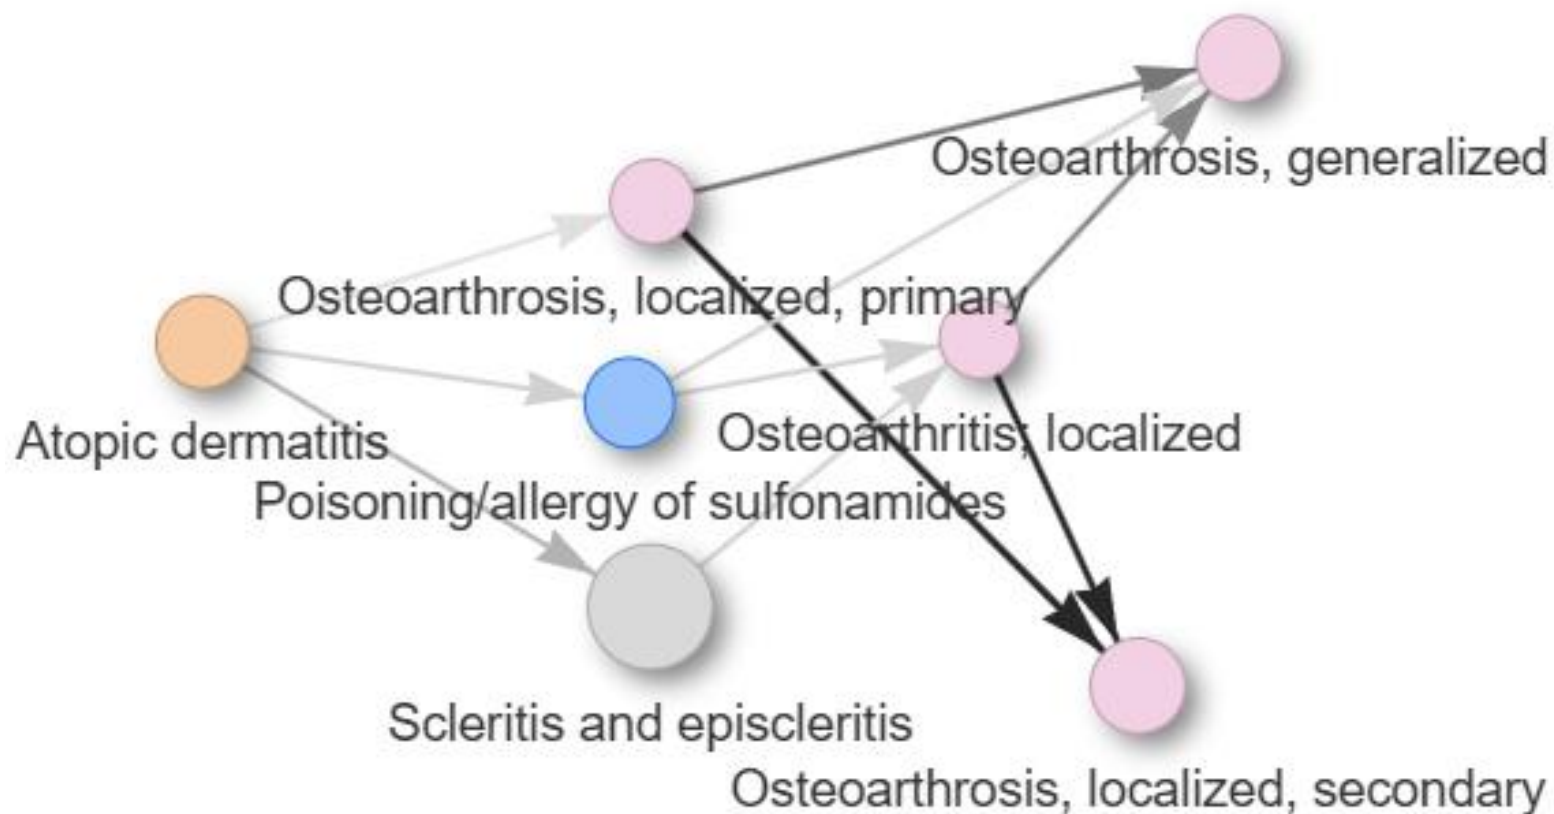 Osteoarthrosis, generalized
Osteoarthrosis, localized, primary
Atopic dermatitis
Osteoarthritis; localized
Poisoning/allergy of sulfonamides
Scleritis and episcleritis
Osteoarthrosis, localized, secondary